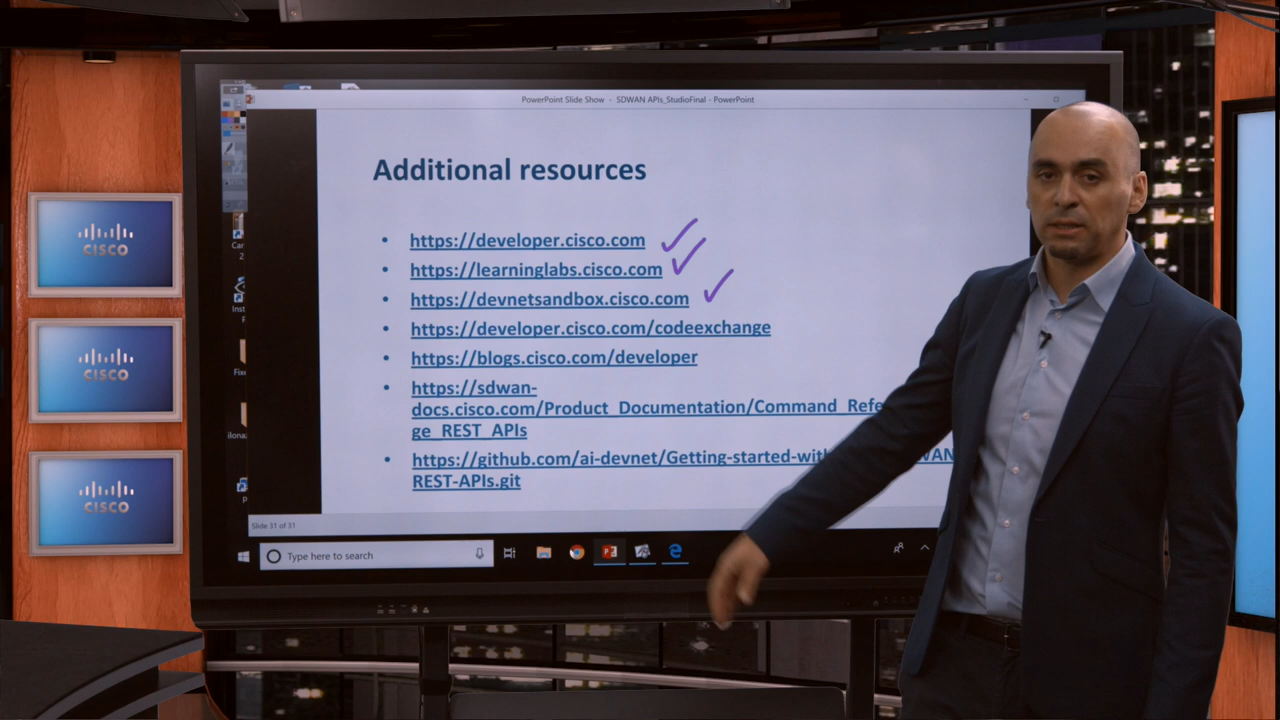 PowerPoint Slide Show - SDWAN APIs_StudioFinal - PowerPoint
Additional resources
• https://developer.cisco.com
• https://learninglabs.cisco.com
• https://devnetsandbox.cisco.com
• https://developer.cisco.com/codeexchange
• https://blogs.cisco.com/developer
• https://sdwan-
docs.cisco.com/Product_Documentation/Command_Refe
ge_REST_APIs
• https://github.com/ai-devnet/Getting-started-wit WAN
REST-APIs.git
Slide 31 of 31
Type here to search
CISCO
CISCO
CISCO